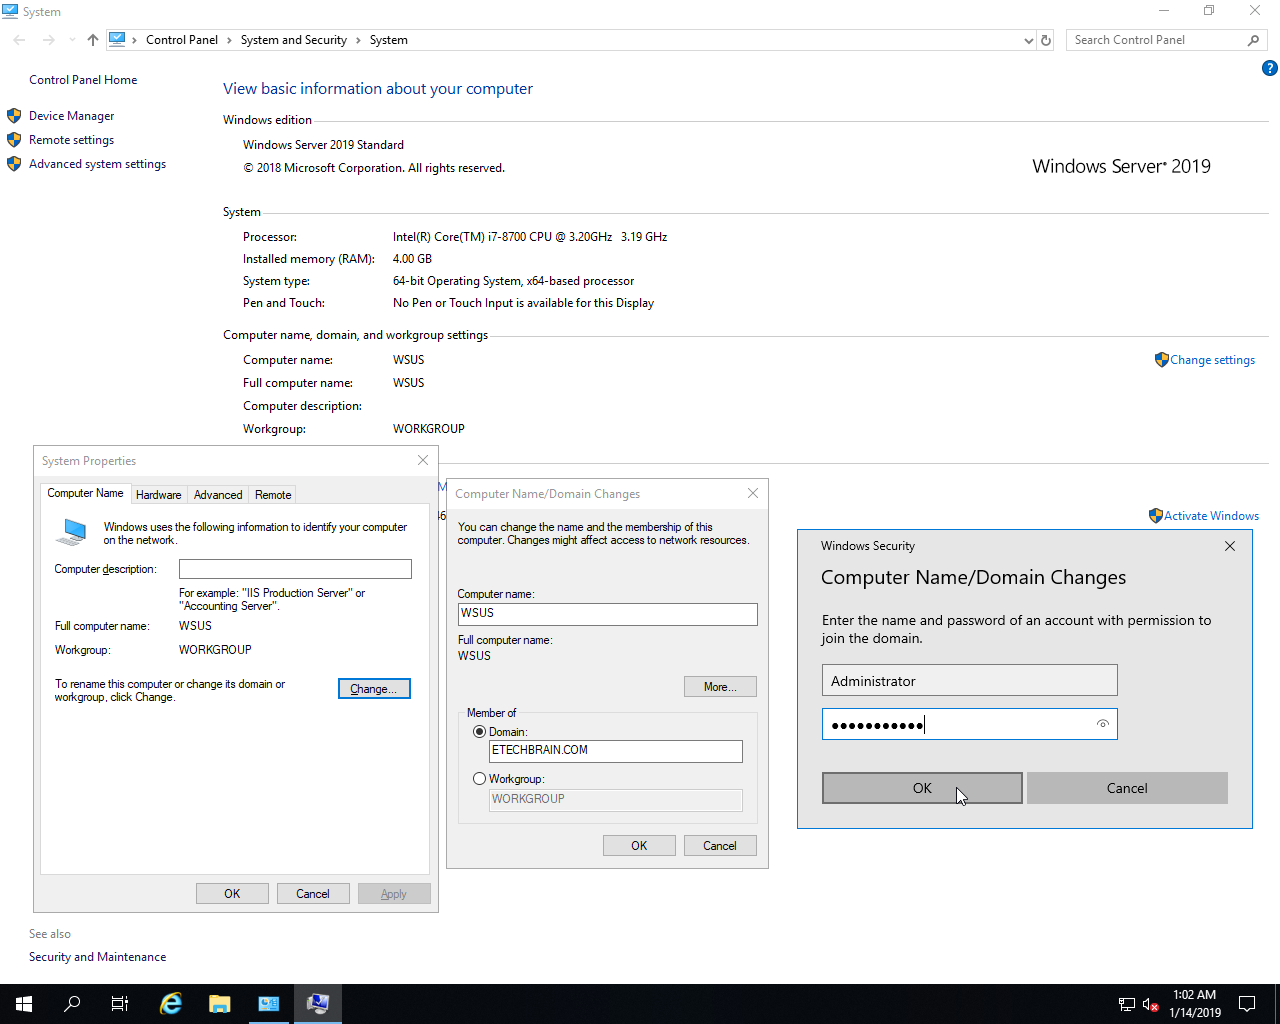 System
Control Panel > System and Security > System
Search Control Panel
Control Panel Home
Device Manager
Remote settings
Advanced system settings
View basic information about your computer
Windows edition
Windows Server 2019 Standard
© 2018 Microsoft Corporation. All rights reserved.
Windows Server 2019
System
Processor: Intel(R) Core(TM) i7-8700 CPU @ 3.20GHz 3.19 GHz
Installed memory (RAM): 4.00 GB
System type: 64-bit Operating System, x64-based processor
Pen and Touch: No Pen or Touch Input is available for this Display
Computer name, domain, and workgroup settings
Computer name: WSUS
Change settings
Full computer name: WSUS
Computer description:
Workgroup: WORKGROUP
Activate Windows
System Properties
Computer Name Hardware Advanced Remote
Windows uses the following information to identify your computer
on the network.
Computer description:
For example: "IIS Production Server" or
"Accounting Server".
Full computer name: WSUS
Workgroup: WORKGROUP
To rename this computer or change its domain or
workgroup, click Change.
Change...
OK Cancel Apply
Computer Name/Domain Changes
You can change the name and the membership of this
computer. Changes might affect access to network resources.
Computer name:
WSUS
Full computer name:
WSUS
More...
Member of
Domain:
ETECHBRAIN.COM
Workgroup:
WORKGROUP
OK Cancel
Windows Security
Computer Name/Domain Changes
Enter the name and password of an account with permission to
join the domain.
Administrator
OK Cancel
See also
Security and Maintenance
1:02 AM
1/14/2019